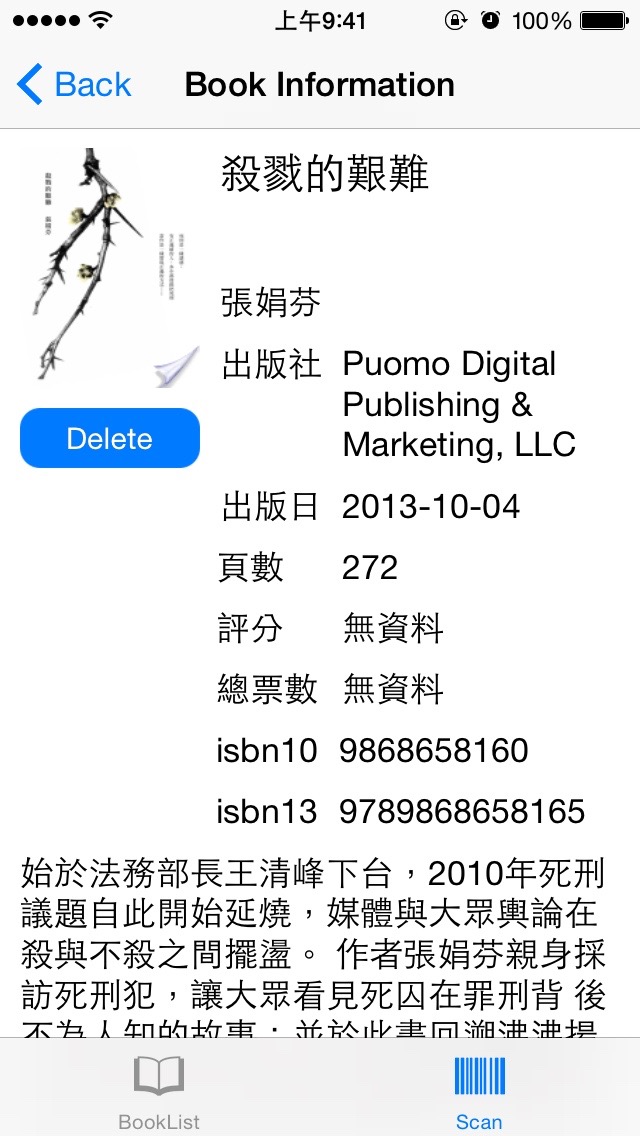 上午9:41
100%
Back
Book Information
殺戮的艱難
張娟芬
出版社 Puomo Digital
Publishing &
Marketing, LLC
Delete
出版日 2013-10-04
頁數 272
評分 無資料
總票數 無資料
isbn10 9868658160
isbn13 9789868658165
始於法務部長王清峰下台，2010年死刑
議題自此開始延燒，媒體與大眾輿論在
殺與不殺之間擺盪。 作者張娟芬親身採
訪死刑犯，讓大眾看見死囚在罪刑背 後
不為人知的故事；並於此書回溯沸沸揚
BookList
Scan